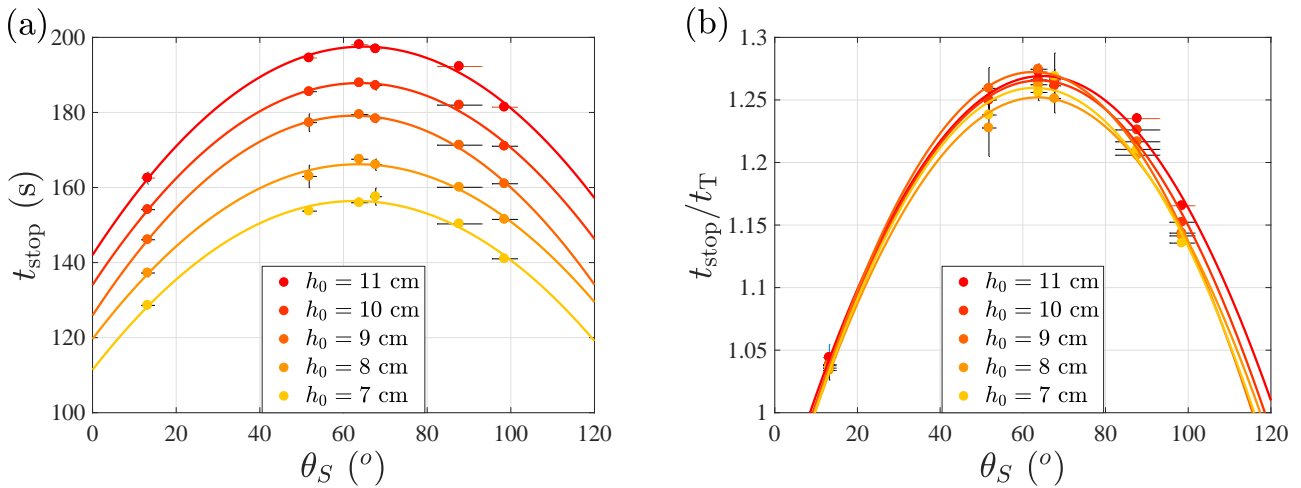 (a)
200
180
160
140
120
100
t_stop (s)
0 20 40 60 80 100 120
θ_S (°)
h_0 = 11 cm
h_0 = 10 cm
h_0 = 9 cm
h_0 = 8 cm
h_0 = 7 cm
(b)
1.3
1.25
1.2
1.15
1.1
1.05
1
t_stop/t_T
0 20 40 60 80 100 120
θ_S (°)
h_0 = 11 cm
h_0 = 10 cm
h_0 = 9 cm
h_0 = 8 cm
h_0 = 7 cm